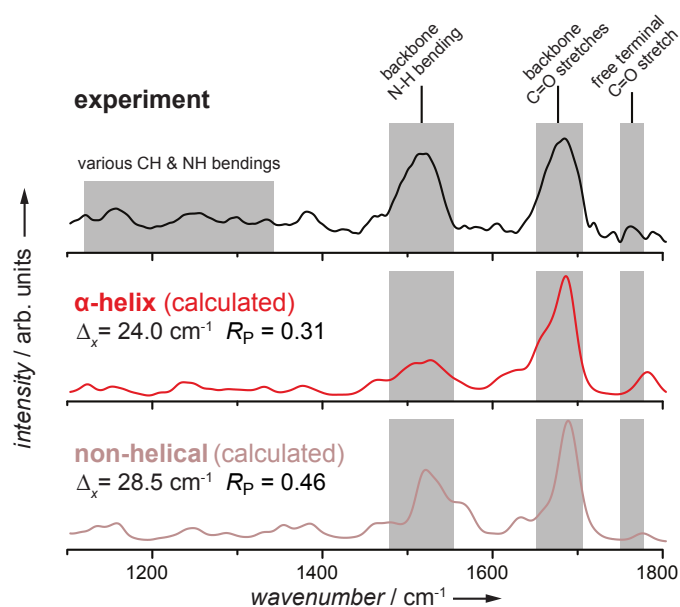 backbone
N-H bending
backbone
C=O stretches
free terminal
C=O stretch
experiment
various CH & NH bendings
α-helix (calculated)
Δx= 24.0 cm⁻¹ RP = 0.31
non-helical (calculated)
Δx= 28.5 cm⁻¹ RP = 0.46
intensity / arb. units
1200
1400
1600
1800
wavenumber / cm⁻¹